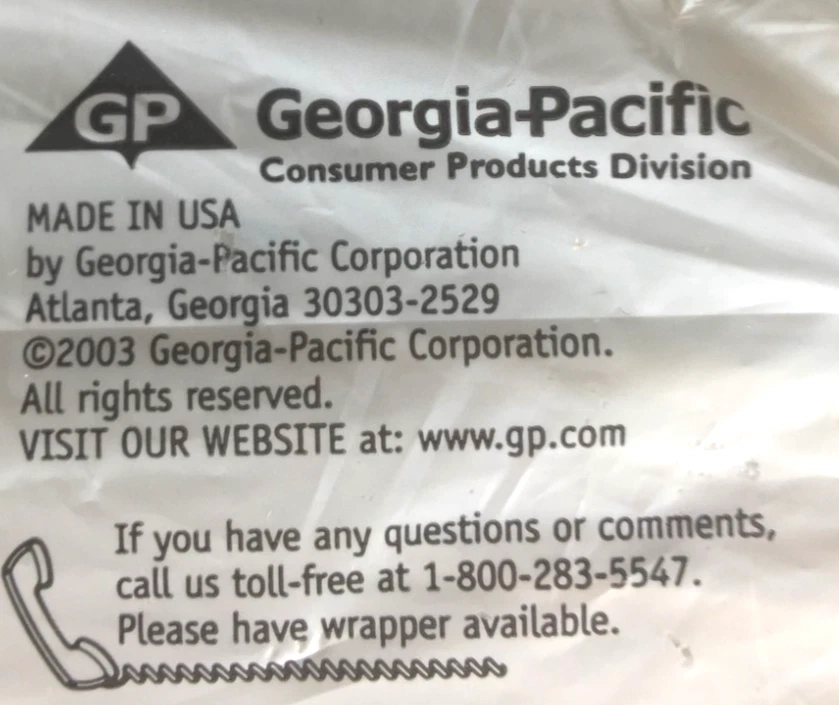 GP
Georgia-Pacific
Consumer Products Division
MADE IN USA
by Georgia-Pacific Corporation
Atlanta, Georgia 30303-2529
©2003 Georgia-Pacific Corporation.
All rights reserved.
VISIT OUR WEBSITE at: www.gp.com
If you have any questions or comments,
call us toll-free at 1-800-283-5547.
Please have wrapper available.